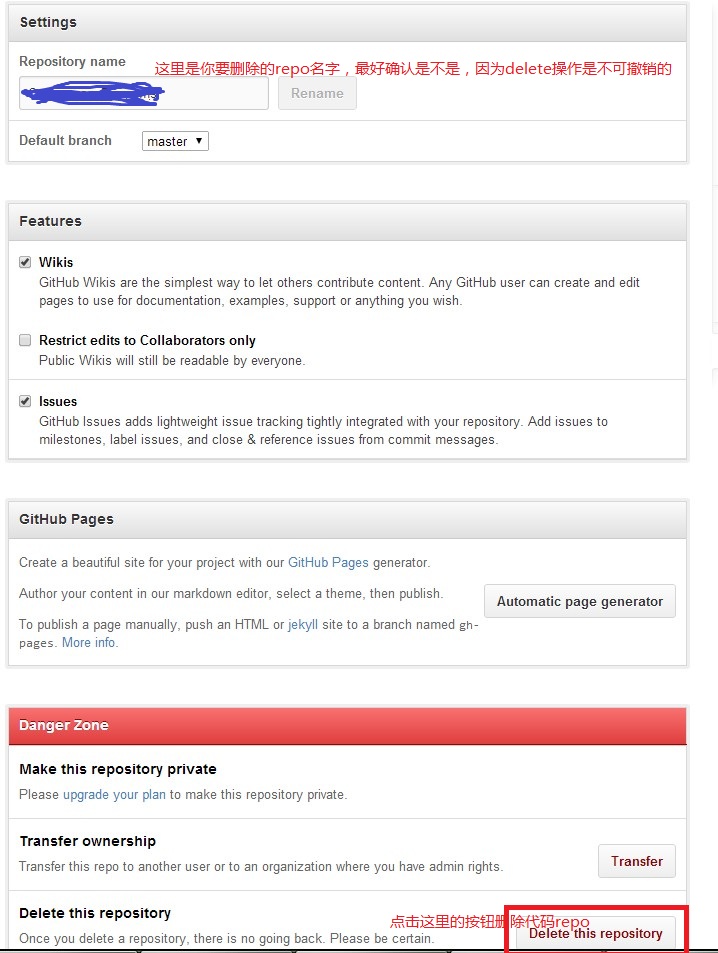 Settings
Repository name
这里是你要删除的repo名字，最好确认是不是，因为delete操作是不可撤销的
Rename
Default branch
master
Features
Wikis
GitHub Wikis are the simplest way to let others contribute content. Any GitHub user can create and edit
pages to use for documentation, examples, support or anything you wish.
Restrict edits to Collaborators only
Public Wikis will still be readable by everyone.
Issues
GitHub Issues adds lightweight issue tracking tightly integrated with your repository. Add issues to
milestones, label issues, and close & reference issues from commit messages.
GitHub Pages
Create a beautiful site for your project with our GitHub Pages generator.
Author your content in our markdown editor, select a theme, then publish.
Automatic page generator
To publish a page manually, push an HTML or jekyll site to a branch named gh-
pages. More info.
Danger Zone
Make this repository private
Please upgrade your plan to make this repository private.
Transfer ownership
Transfer this repo to another user or to an organization where you have admin rights.
Transfer
Delete this repository
点击这里的按钮删除代码repo
Once you delete a repository, there is no going back. Please be certain.
Delete this repository